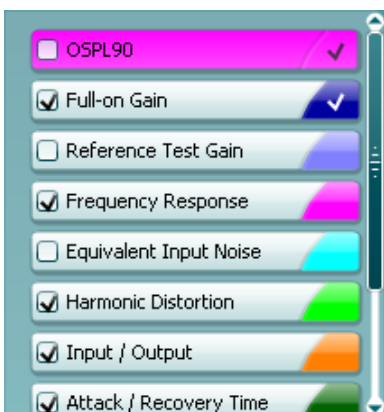 OSPL90
Full-on Gain
Reference Test Gain
Frequency Response
Equivalent Input Noise
Harmonic Distortion
Input / Output
Attack / Recovery Time